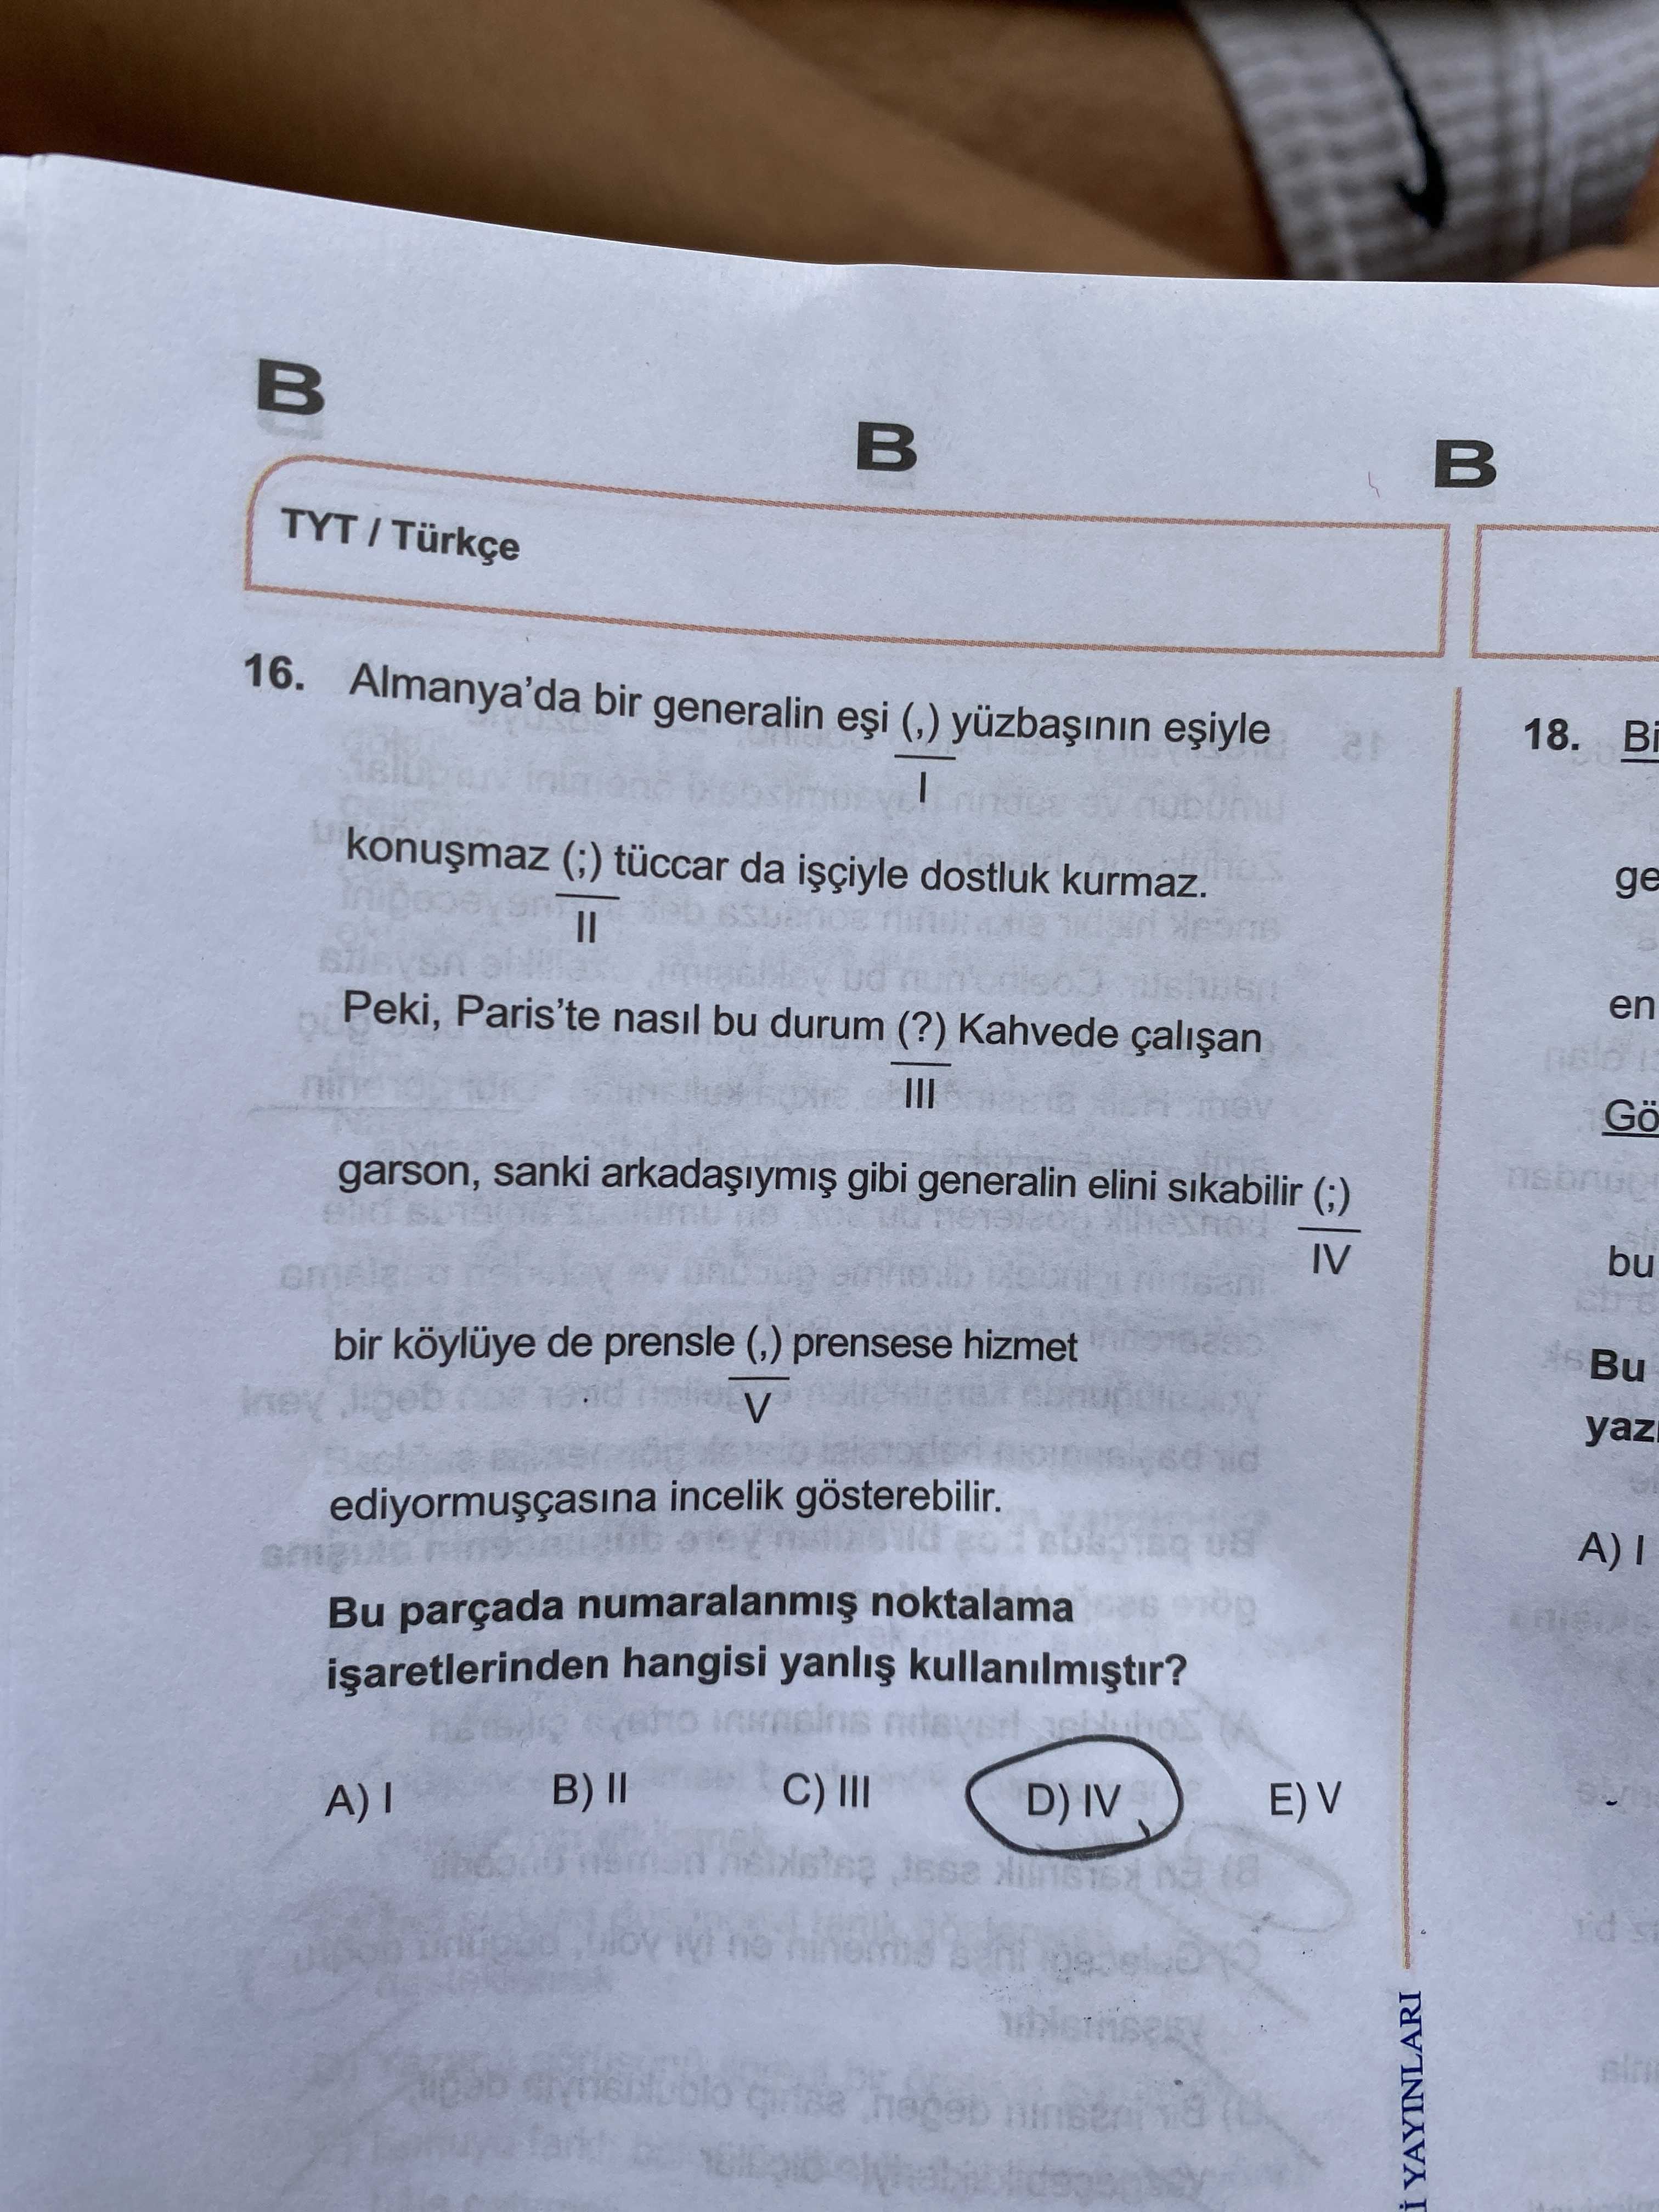 B
B
B
TYT / Türkçe
16. Almanya'da bir generalin eşi (,) yüzbaşının eşiyle
I
konuşmaz (;) tüccar da işçiyle dostluk kurmaz.
II
Peki, Paris'te nasıl bu durum (?) Kahvede çalışan
III
garson, sanki arkadaşıymış gibi generalin elini sıkabilir (;)
IV
bir köylüye de prensle (,) prensese hizmet
V
ediyormuşçasına incelik gösterebilir.
Bu parçada numaralanmış noktalama
işaretlerinden hangisi yanlış kullanılmıştır?
A) I B) II C) III D) IV E) V
İ YAYINLARI
18. Bi
ge
en
Gö
bu
Bu
yazı
A) I